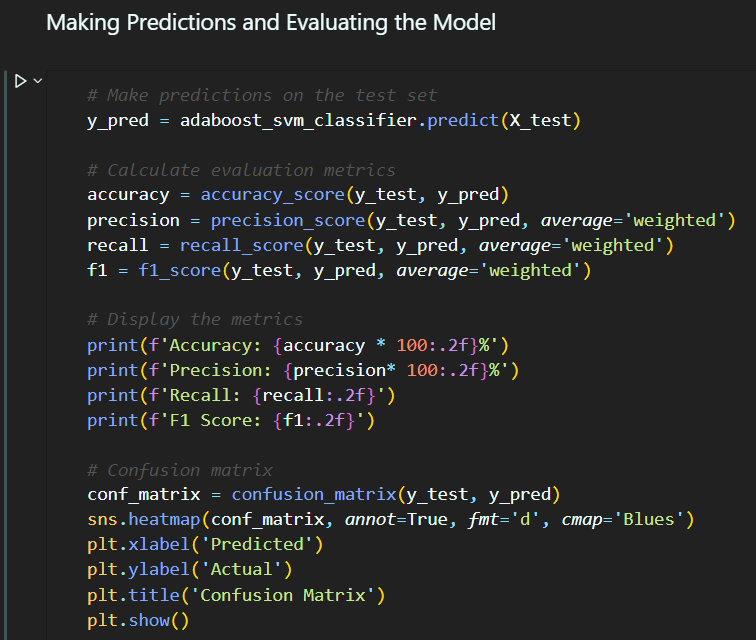 Making Predictions and Evaluating the Model
# Make predictions on the test set
y_pred = adaboost_svm_classifier.predict(X_test)
# Calculate evaluation metrics
accuracy = accuracy_score(y_test, y_pred)
precision = precision_score(y_test, y_pred, average='weighted')
recall = recall_score(y_test, y_pred, average='weighted')
f1 = f1_score(y_test, y_pred, average='weighted')
# Display the metrics
print(f'Accuracy: {accuracy * 100:.2f}%')
print(f'Precision: {precision* 100:.2f}%')
print(f'Recall: {recall:.2f}')
print(f'F1 Score: {f1:.2f}')
# Confusion matrix
conf_matrix = confusion_matrix(y_test, y_pred)
sns.heatmap(conf_matrix, annot=True, fmt='d', cmap='Blues')
plt.xlabel('Predicted')
plt.ylabel('Actual')
plt.title('Confusion Matrix')
plt.show()